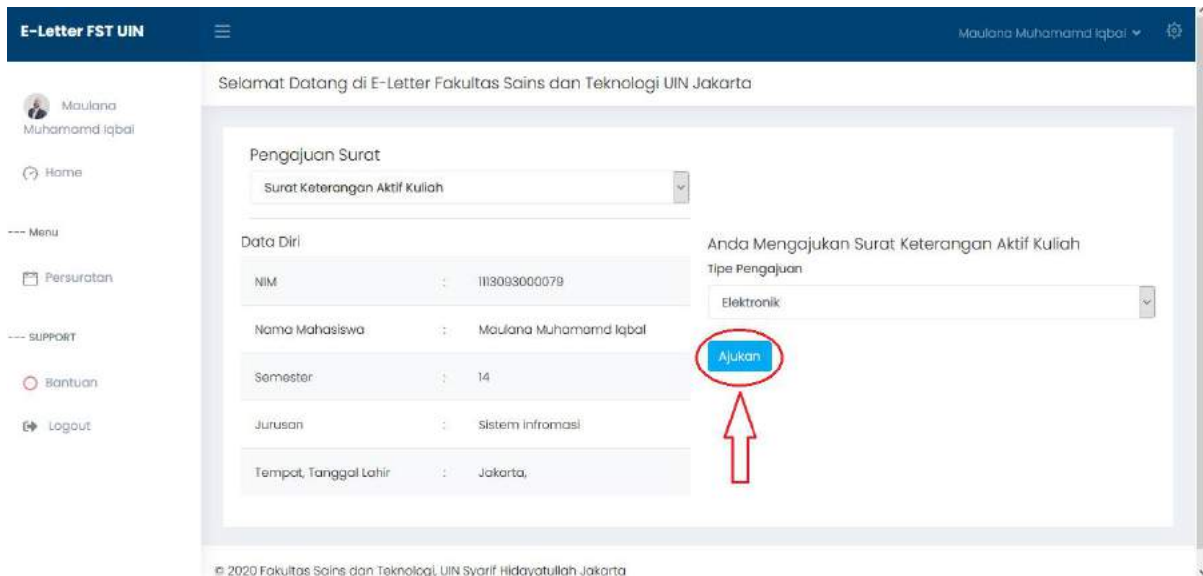 E-Letter FST UIN
Maulana Muhamamd Iqbal
Selamat Datang di E-Letter Fakultas Sains dan Teknologi UIN Jakarta
Maulana
Muhamamd Iqbal
Home
--- Menu
Persuratan
--- SUPPORT
Bantuan
Logout
Pengajuan Surat
Surat Keterangan Aktif Kuliah
Data Diri
NIM : 1113093000079
Nama Mahasiswa : Maulana Muhamamd Iqbal
Semester : 14
Jurusan : Sistem Infromasi
Tempat, Tanggal Lahir : Jakarta,
Anda Mengajukan Surat Keterangan Aktif Kuliah
Tipe Pengajuan
Elektronik
Ajukan
© 2020 Fakultas Sains dan Teknologi, UIN Syarif Hidayatullah Jakarta